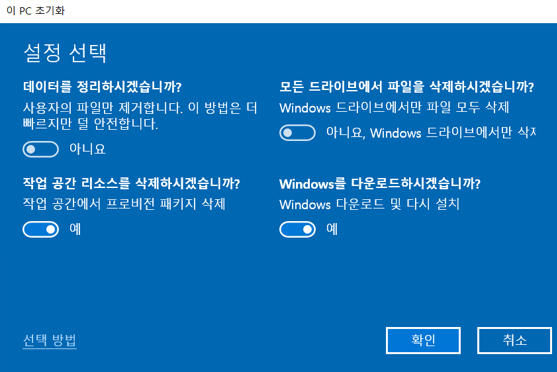 이 PC 초기화
설정 선택
데이터를 정리하시겠습니까?
사용자의 파일만 제거합니다. 이 방법은 더
빠르지만 덜 안전합니다.
아니요
모든 드라이브에서 파일을 삭제하시겠습니까?
Windows 드라이브에서만 파일 모두 삭제
아니요, Windows 드라이브에서만 삭제
작업 공간 리소스를 삭제하시겠습니까?
작업 공간에서 프로비전 패키지 삭제
예
Windows를 다운로드하시겠습니까?
Windows 다운로드 및 다시 설치
예
선택 방법
확인
취소